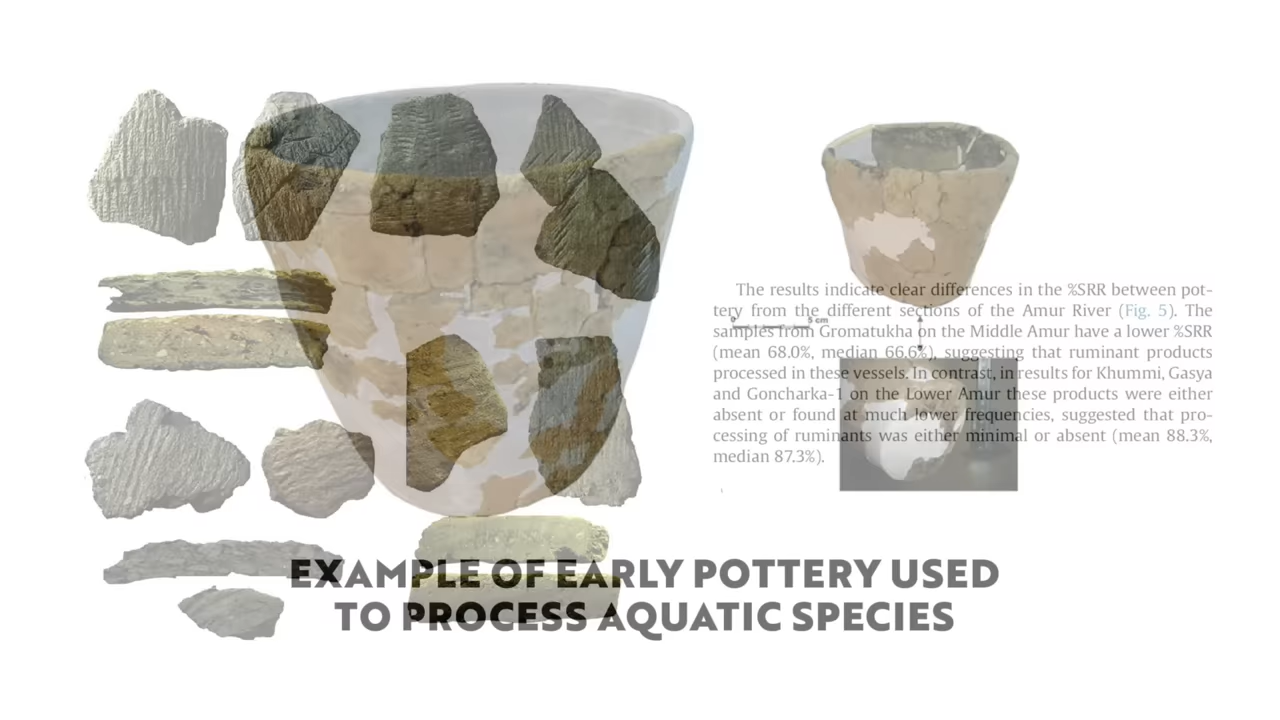 The results indicate clear differences in the %SRR between pot-
tery from the different sections of the Amur River (Fig. 5). The
samples from Gromatukha on the Middle Amur have a lower %SRR
(mean 68.0%, median 66.6%), suggesting that ruminant products
processed in these vessels. In contrast, in results for Khummi, Gasya
and Goncharka-1 on the Lower Amur these products were either
absent or found at much lower frequencies, suggested that pro-
cessing of ruminants was either minimal or absent (mean 88.3%,
median 87.3%).
0 5 cm
EXAMPLE OF EARLY POTTERY USED
TO PROCESS AQUATIC SPECIES